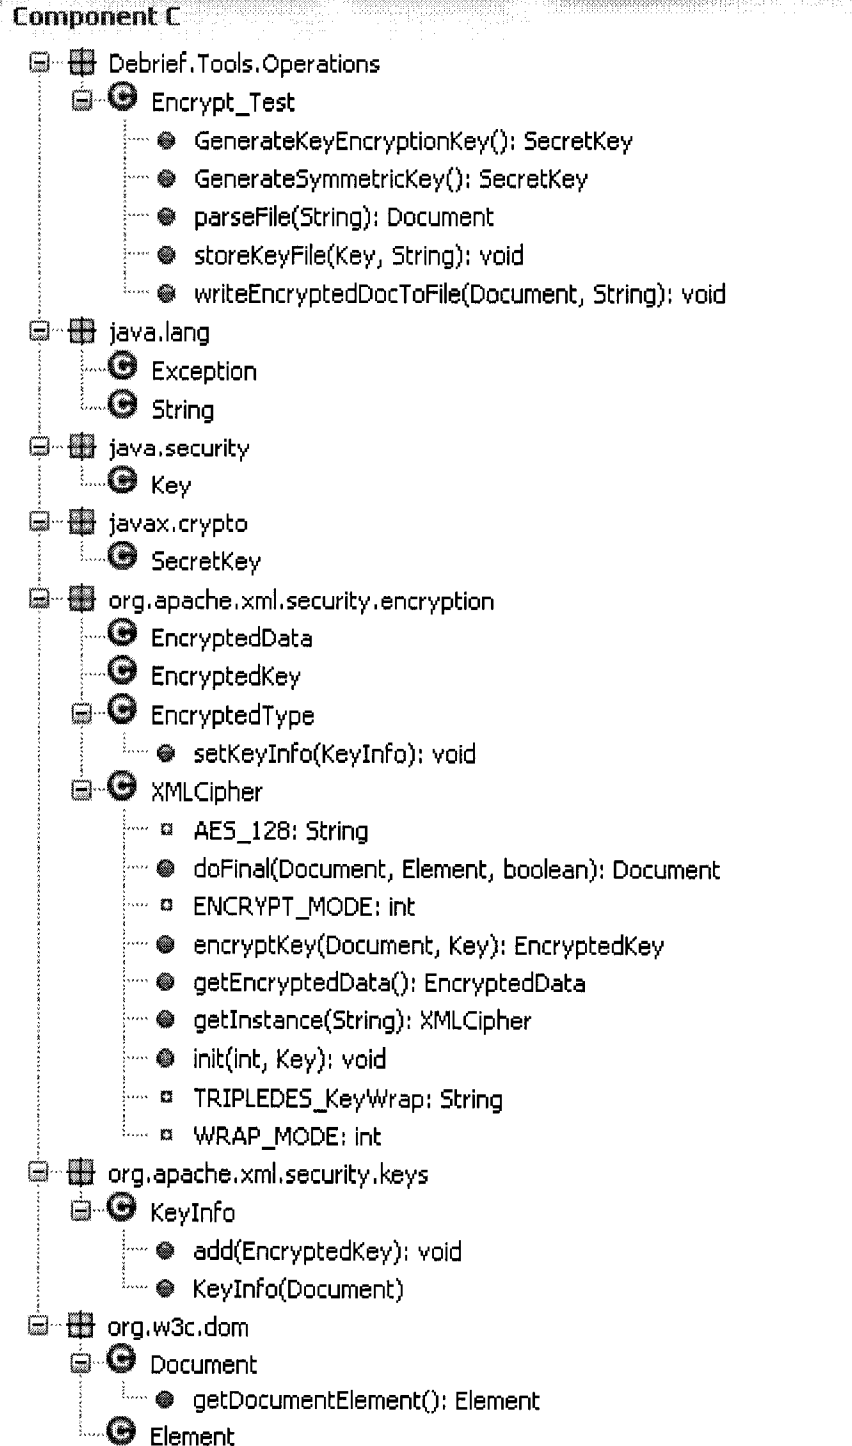 Component C
Debrief.Tools.Operations
Encrypt_Test
GenerateKeyEncryptionKey(): SecretKey
GenerateSymmetricKey(): SecretKey
parseFile(String): Document
storeKeyFile(Key, String): void
writeEncryptedDocToFile(Document, String): void
java.lang
Exception
String
java.security
Key
javax.crypto
SecretKey
org.apache.xml.security.encryption
EncryptedData
EncryptedKey
EncryptedType
setKeyInfo(KeyInfo): void
XMLCipher
AES_128: String
doFinal(Document, Element, boolean): Document
ENCRYPT_MODE: int
encryptKey(Document, Key): EncryptedKey
getEncryptedData(): EncryptedData
getInstance(String): XMLCipher
init(int, Key): void
TRIPLEDES_KeyWrap: String
WRAP_MODE: int
org.apache.xml.security.keys
KeyInfo
add(EncryptedKey): void
KeyInfo(Document)
org.w3c.dom
Document
getDocumentElement(): Element
Element